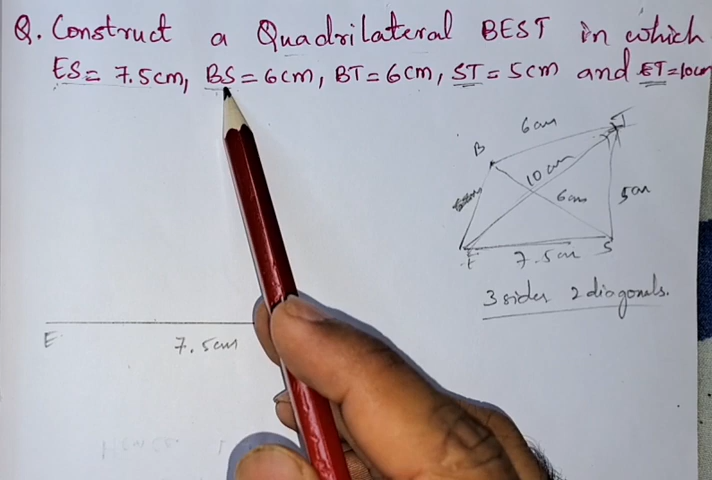 Q. Construct a Quadrilateral BEST in which
ES = 7.5cm, BS = 6cm, BT = 6cm, ST = 5cm and ET = 10cm
6cm
B
10cm
6cm
5cm
E
7.5cm
S
3 sides 2 diagonals.
E
7.5cm